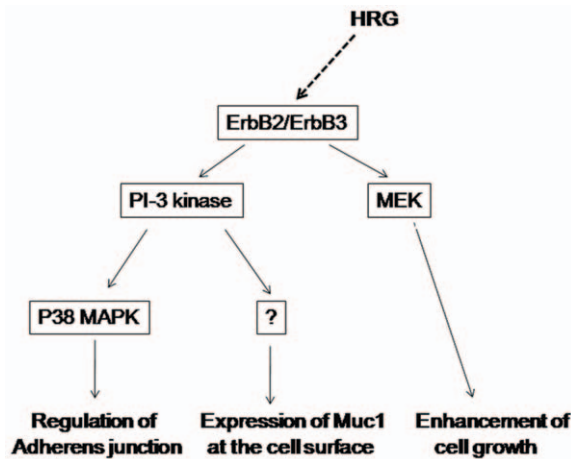 HRG
ErbB2/ErbB3
PI-3 kinase
MEK
P38 MAPK
?
Regulation of
Adherens junction
Expression of Muc1
at the cell surface
Enhancement of
cell growth